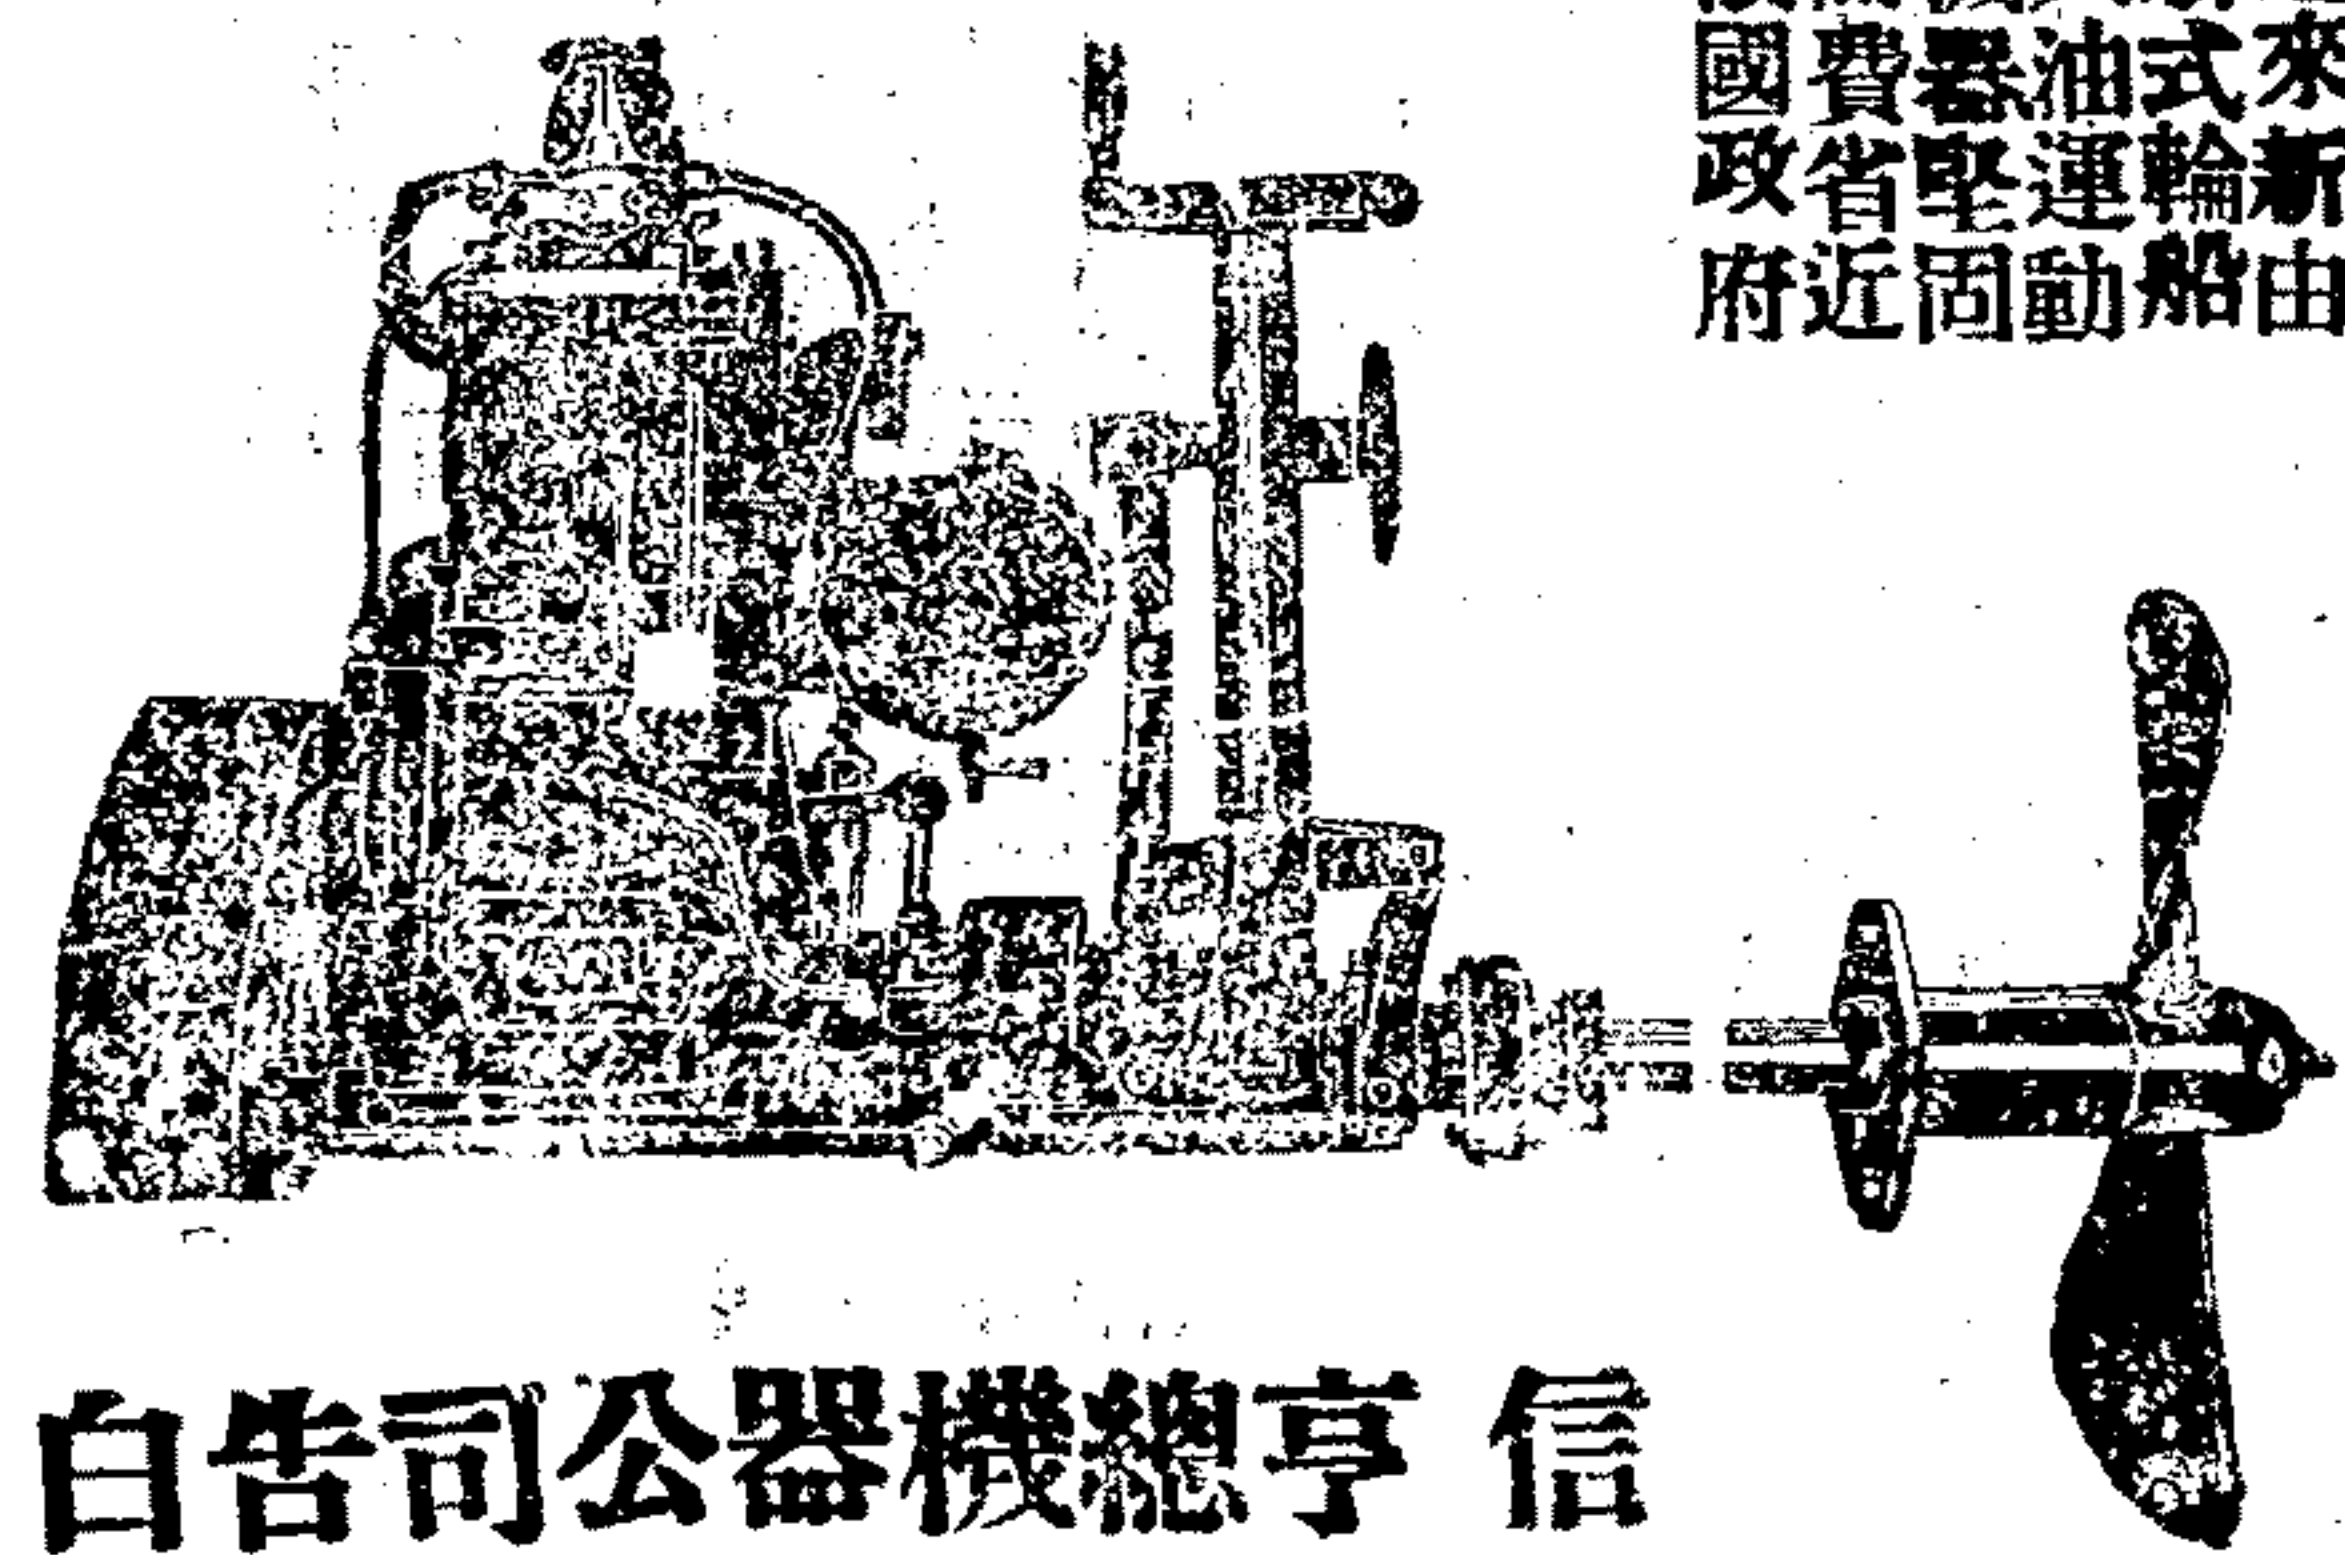 來新由
式輪船
油運動
器堅固
費省近
國政府
信亨總機器公司告白